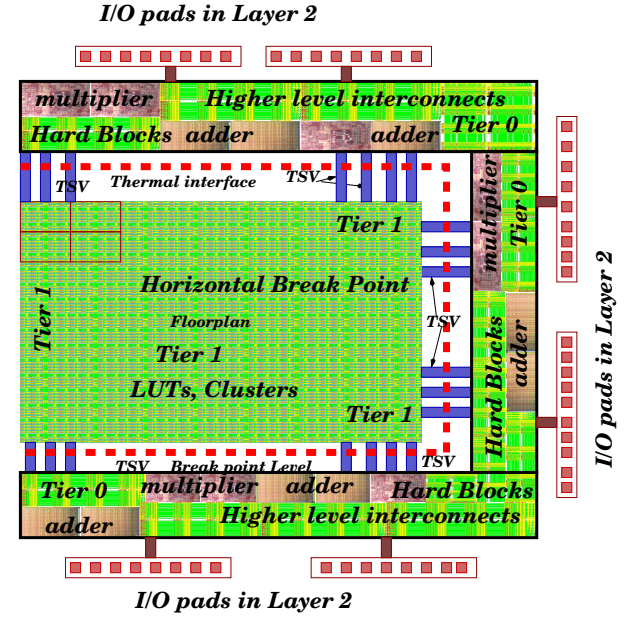 I/O pads in Layer 2
multiplier
Higher level interconnects
Hard Blocks
adder
adder
Tier 0
TSV
Thermal interface
TSV
multiplier
Tier 0
Tier 1
Tier 1
Horizontal Break Point
Floorplan
Tier 1
LUTs, Clusters
Tier 1
TSV
Hard Blocks
adder
I/O pads in Layer 2
TSV
Break point Level
TSV
Tier 0
multiplier
adder
Hard Blocks
adder
Higher level interconnects
I/O pads in Layer 2